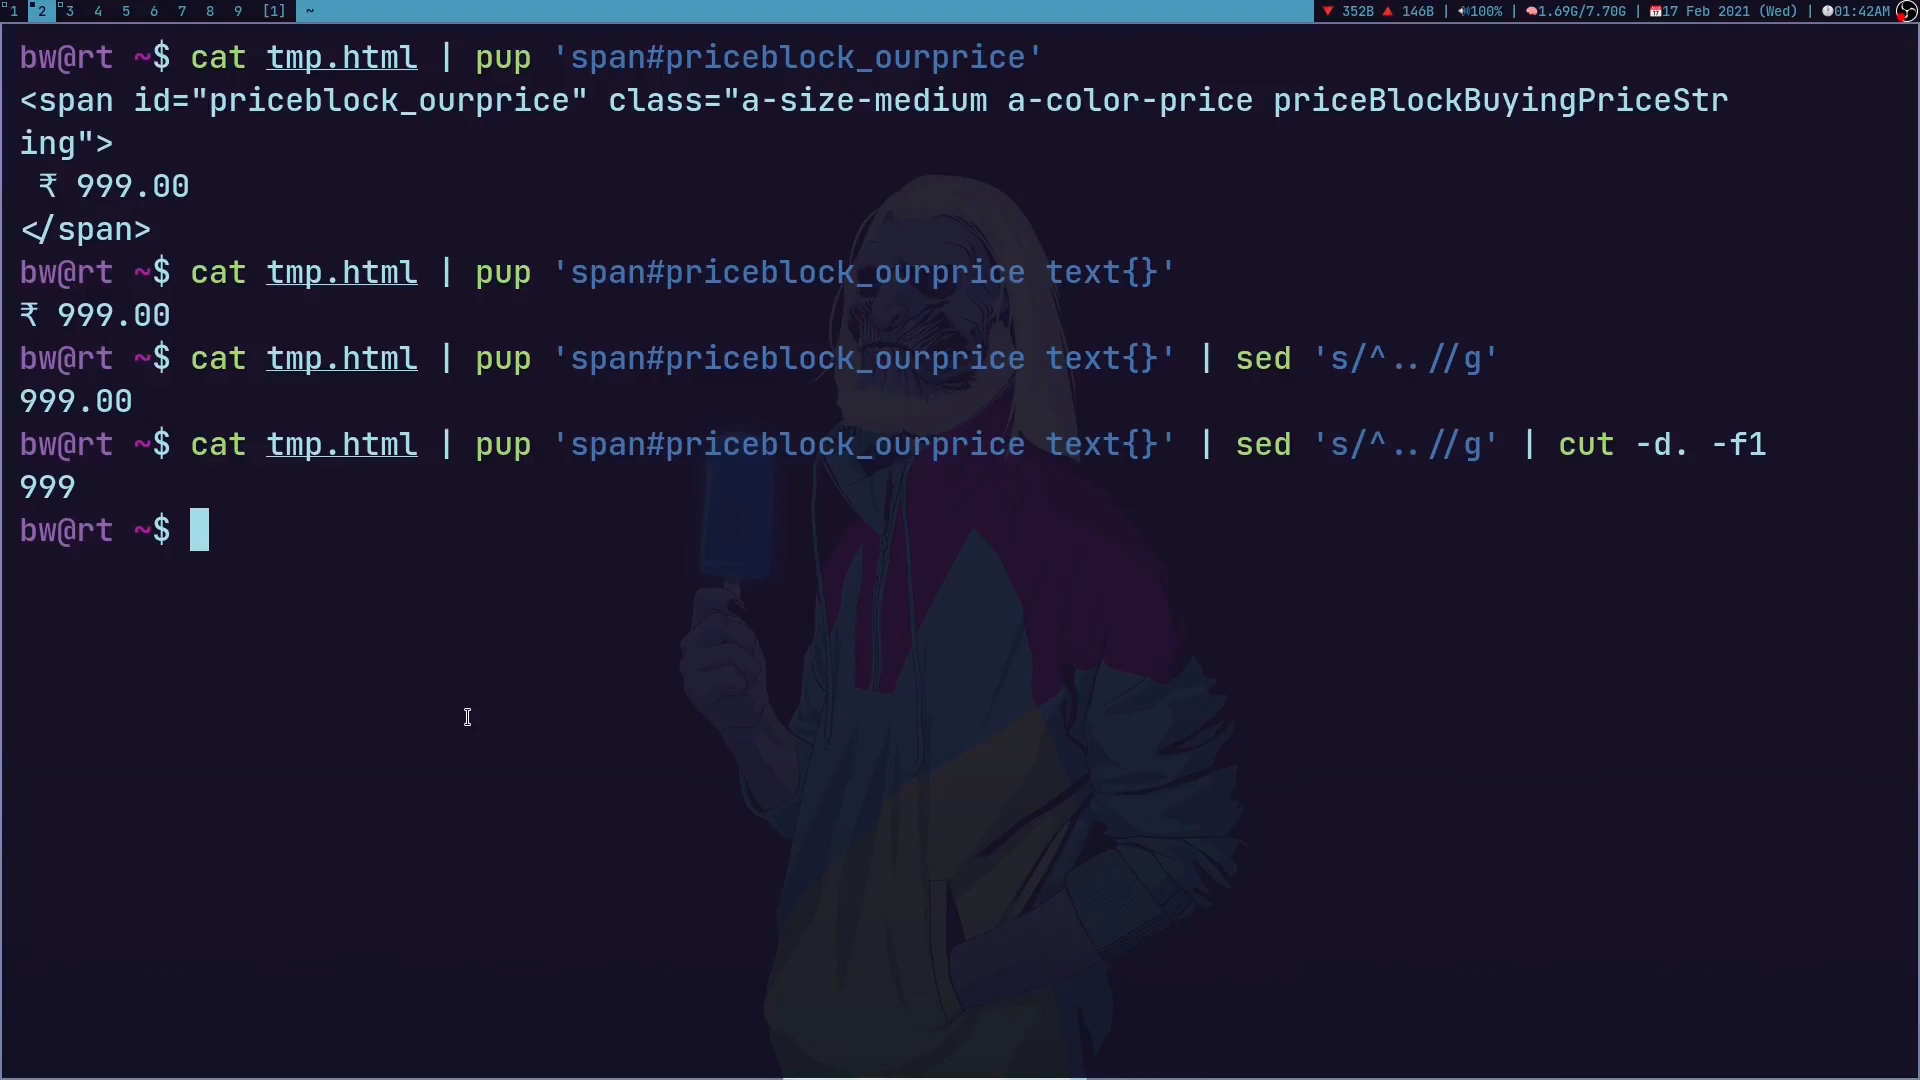 1 2 3 4 5 6 7 8 9 [1] ~ 🔻 352B 🔺 146B | 🔊100% | 🧠1.69G/7.70G | 📅17 Feb 2021 (Wed) | 🕐01:42AM
bw@rt ~$ cat tmp.html | pup 'span#priceblock_ourprice'
<span id="priceblock_ourprice" class="a-size-medium a-color-price priceBlockBuyingPriceStr
ing">
₹ 999.00
</span>
bw@rt ~$ cat tmp.html | pup 'span#priceblock_ourprice text{}'
₹ 999.00
bw@rt ~$ cat tmp.html | pup 'span#priceblock_ourprice text{}' | sed 's/^..//g'
999.00
bw@rt ~$ cat tmp.html | pup 'span#priceblock_ourprice text{}' | sed 's/^..//g' | cut -d. -f1
999
bw@rt ~$